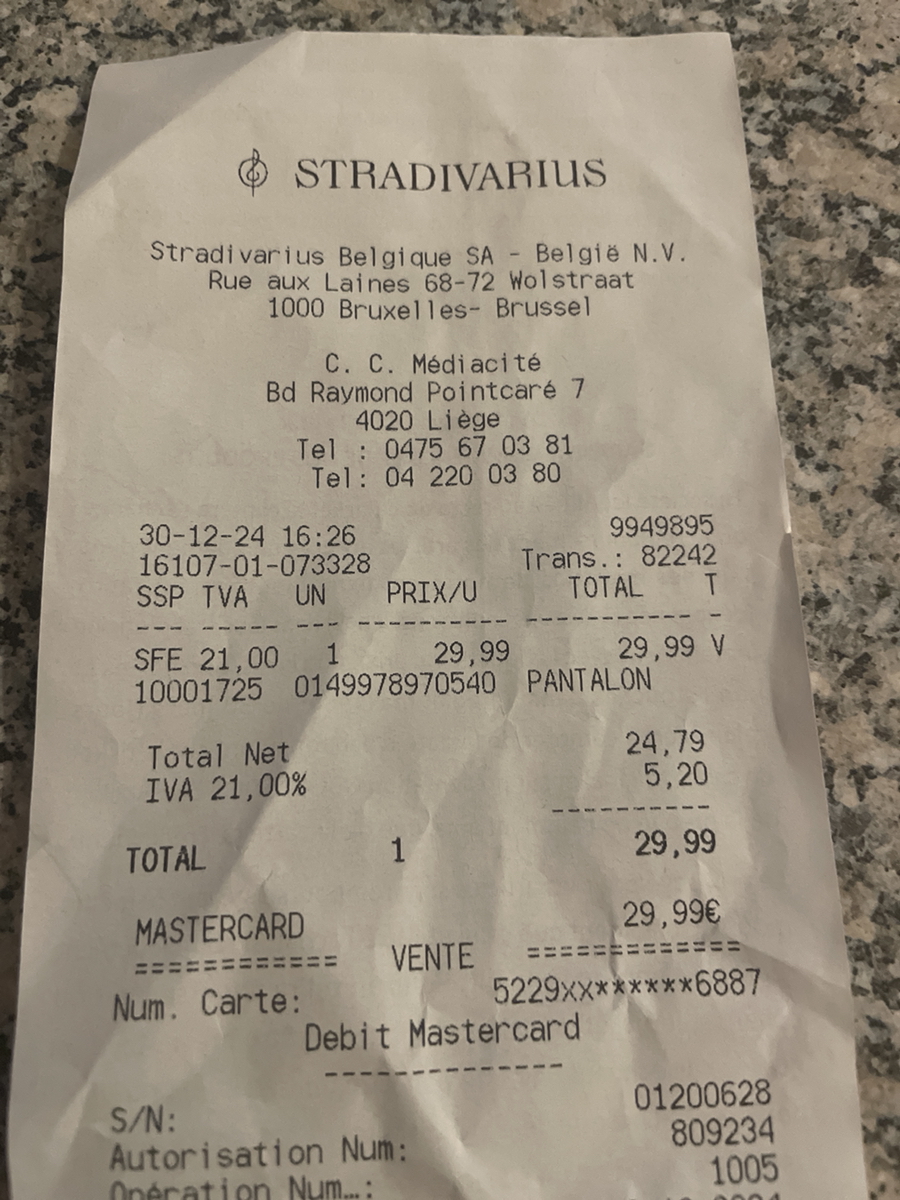 STRADIVARIUS
Stradivarius Belgique SA - België N.V.
Rue aux Laines 68-72 Wolstraat
1000 Bruxelles- Brussel
C. C. Médiacité
Bd Raymond Pointcaré 7
4020 Liège
Tel : 0475 67 03 81
Tel: 04 220 03 80
30-12-24 16:26 9949895
16107-01-073328 Trans.: 82242
SSP TVA UN PRIX/U TOTAL T
--- ----- --- ---------- ----------- -
SFE 21,00 1 29,99 29,99 V
10001725 0149978970540 PANTALON
Total Net 24,79
IVA 21,00% 5,20
----------
TOTAL 1 29,99
MASTERCARD 29,99€
============ VENTE =============
Num. Carte: 5229xx******6887
Debit Mastercard
--------------
S/N: 01200628
Autorisation Num: 809234
Opération Num…: 1005